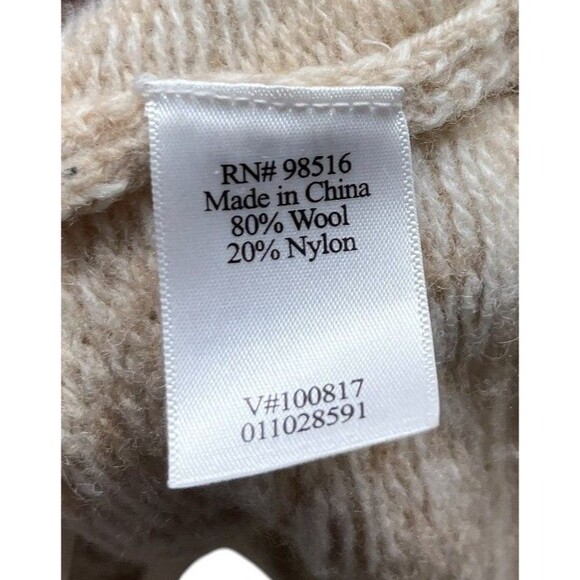 RN# 98516
Made in China
80% Wool
20% Nylon
V#100817
011028591